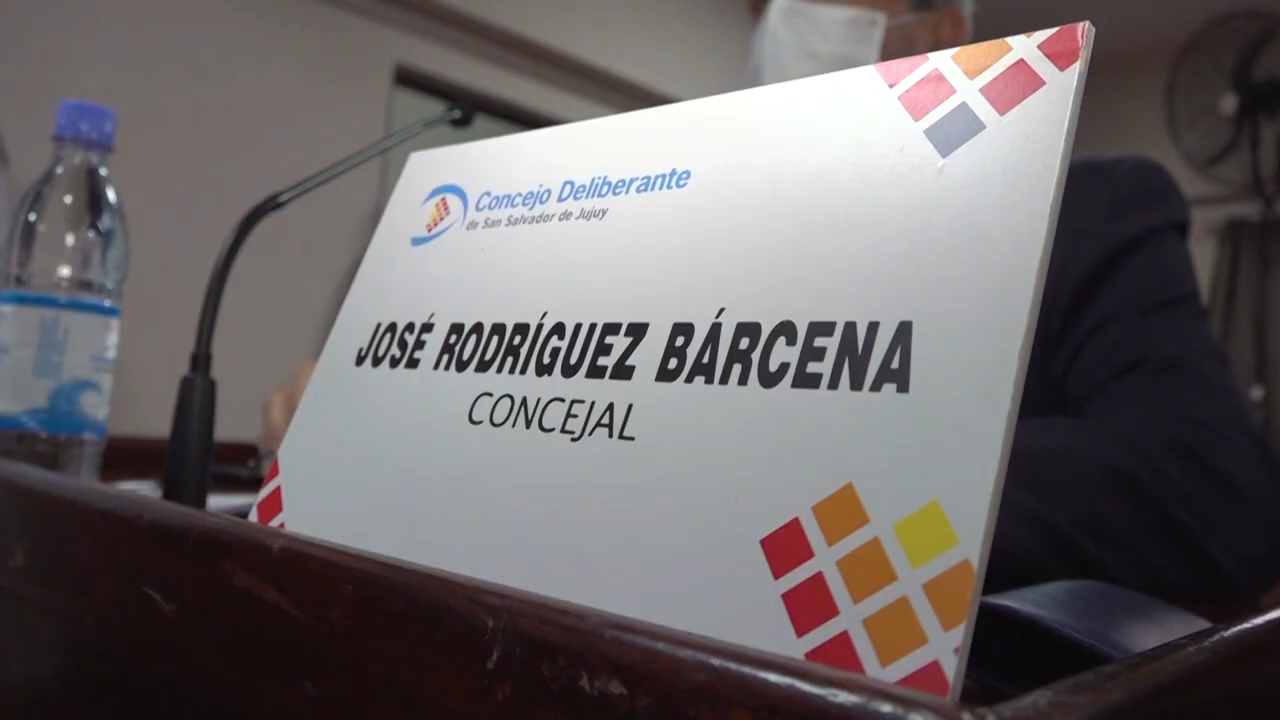 Concejo Deliberante
de San Salvador de Jujuy
JOSÉ RODRÍGUEZ BÁRCENA
CONCEJAL